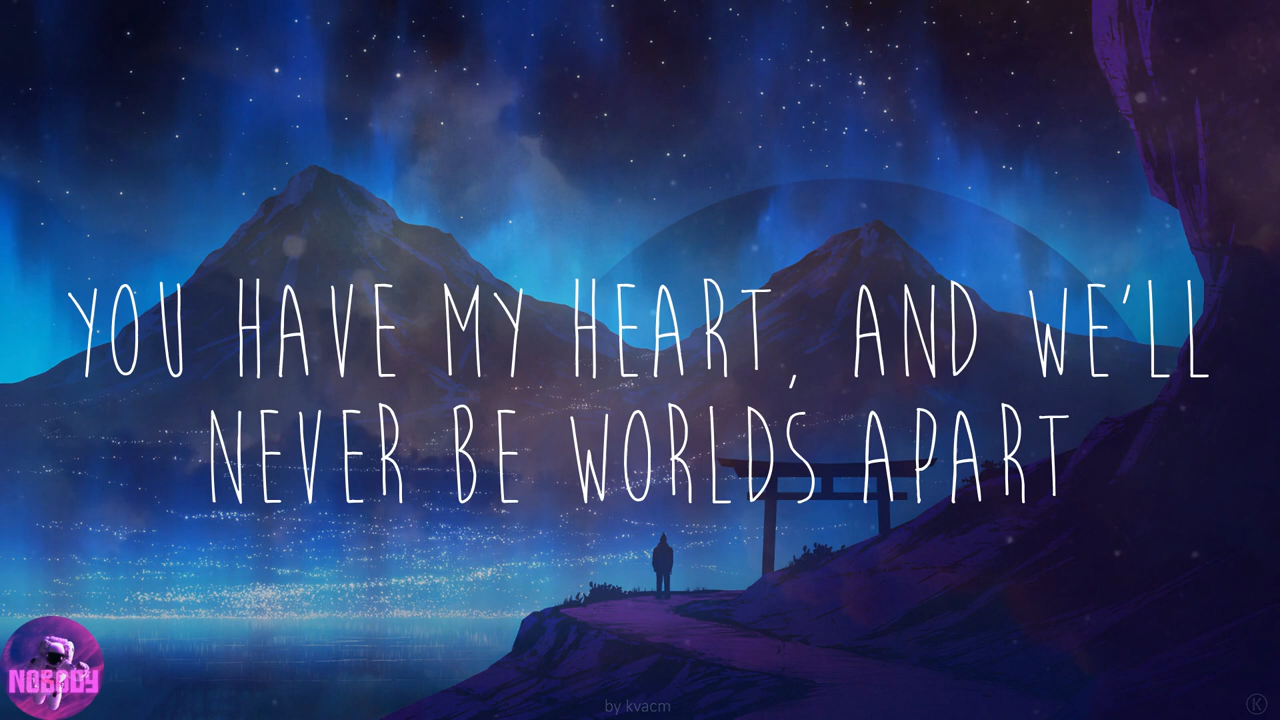 YOU HAVE MY HEART, AND WE'LL
NEVER BE WORLDS APART
NOBODY
by kvacm
K